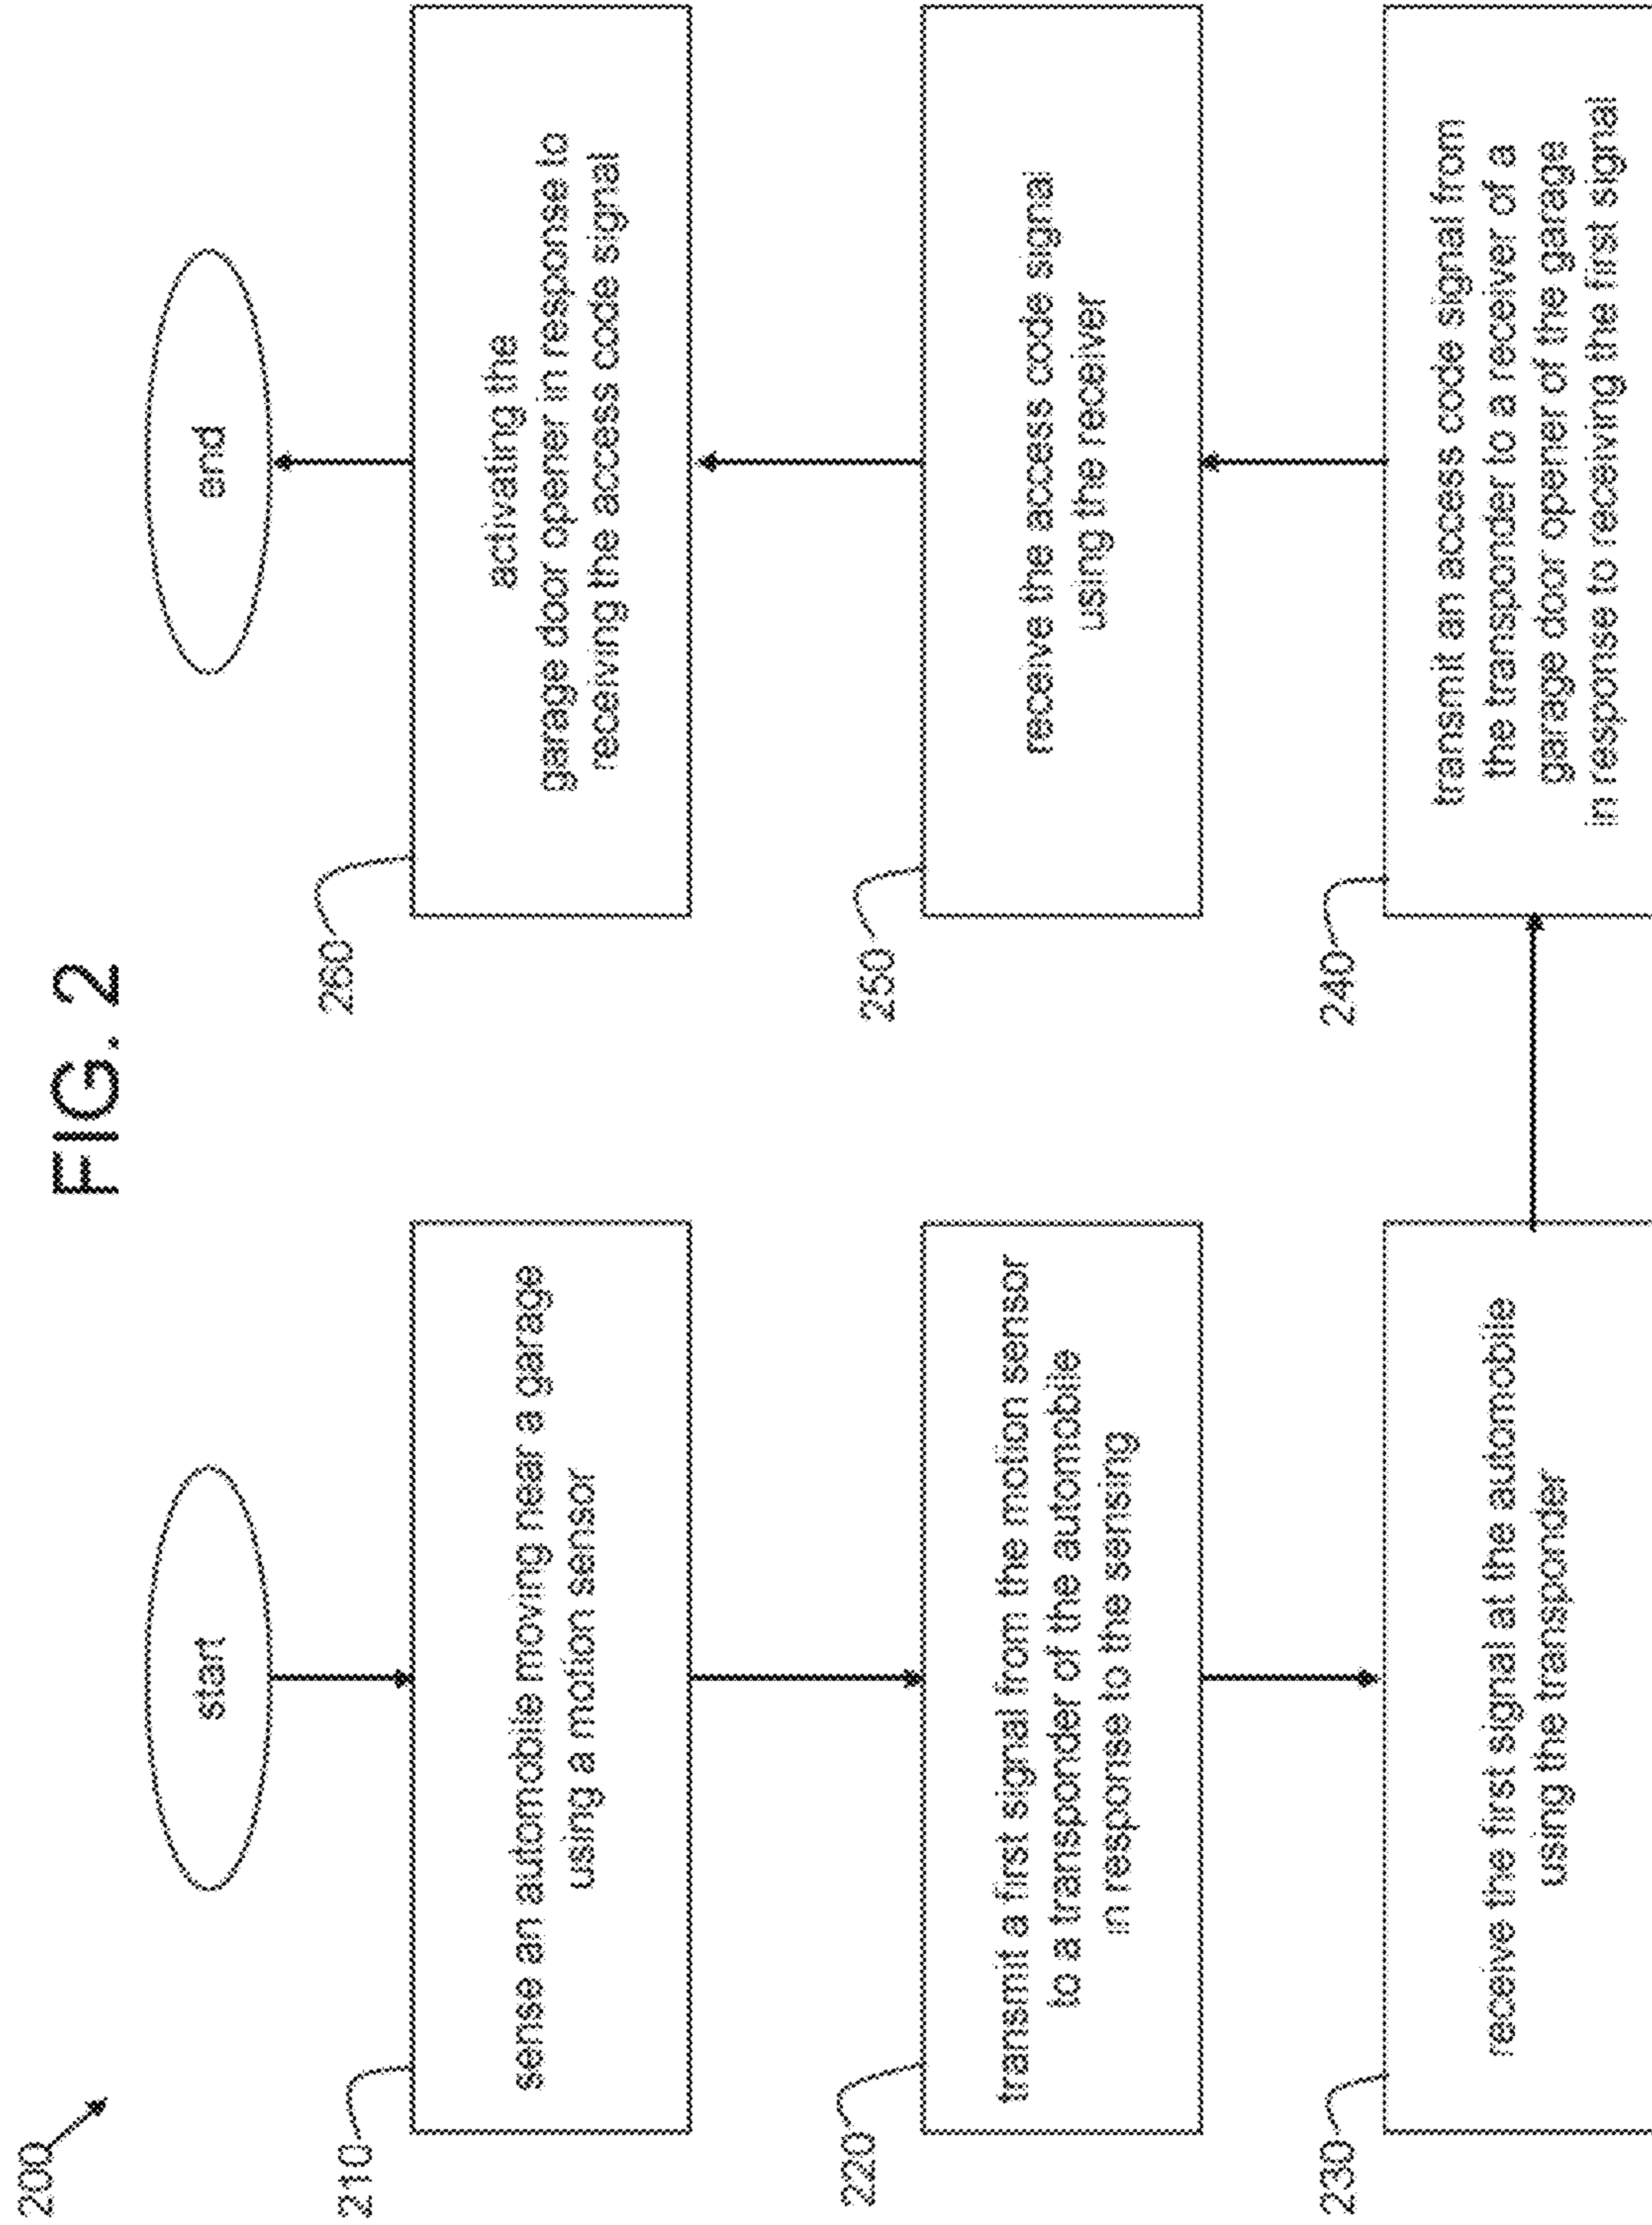 FIG. 2
200
start
210
sense an automobile moving near a garage
using a motion sensor
220
transmit a first signal from the motion sensor
to a transponder of the automobile
in response to the sensing
230
receive the first signal at the automobile
using the transponder
240
transmit an access code signal from
the transponder to a receiver of a
garage door opener of the garage
in response to receiving the first signal
250
receive the access code signal
using the receiver
260
activating the
garage door opener in response to
receiving the access code signal
end